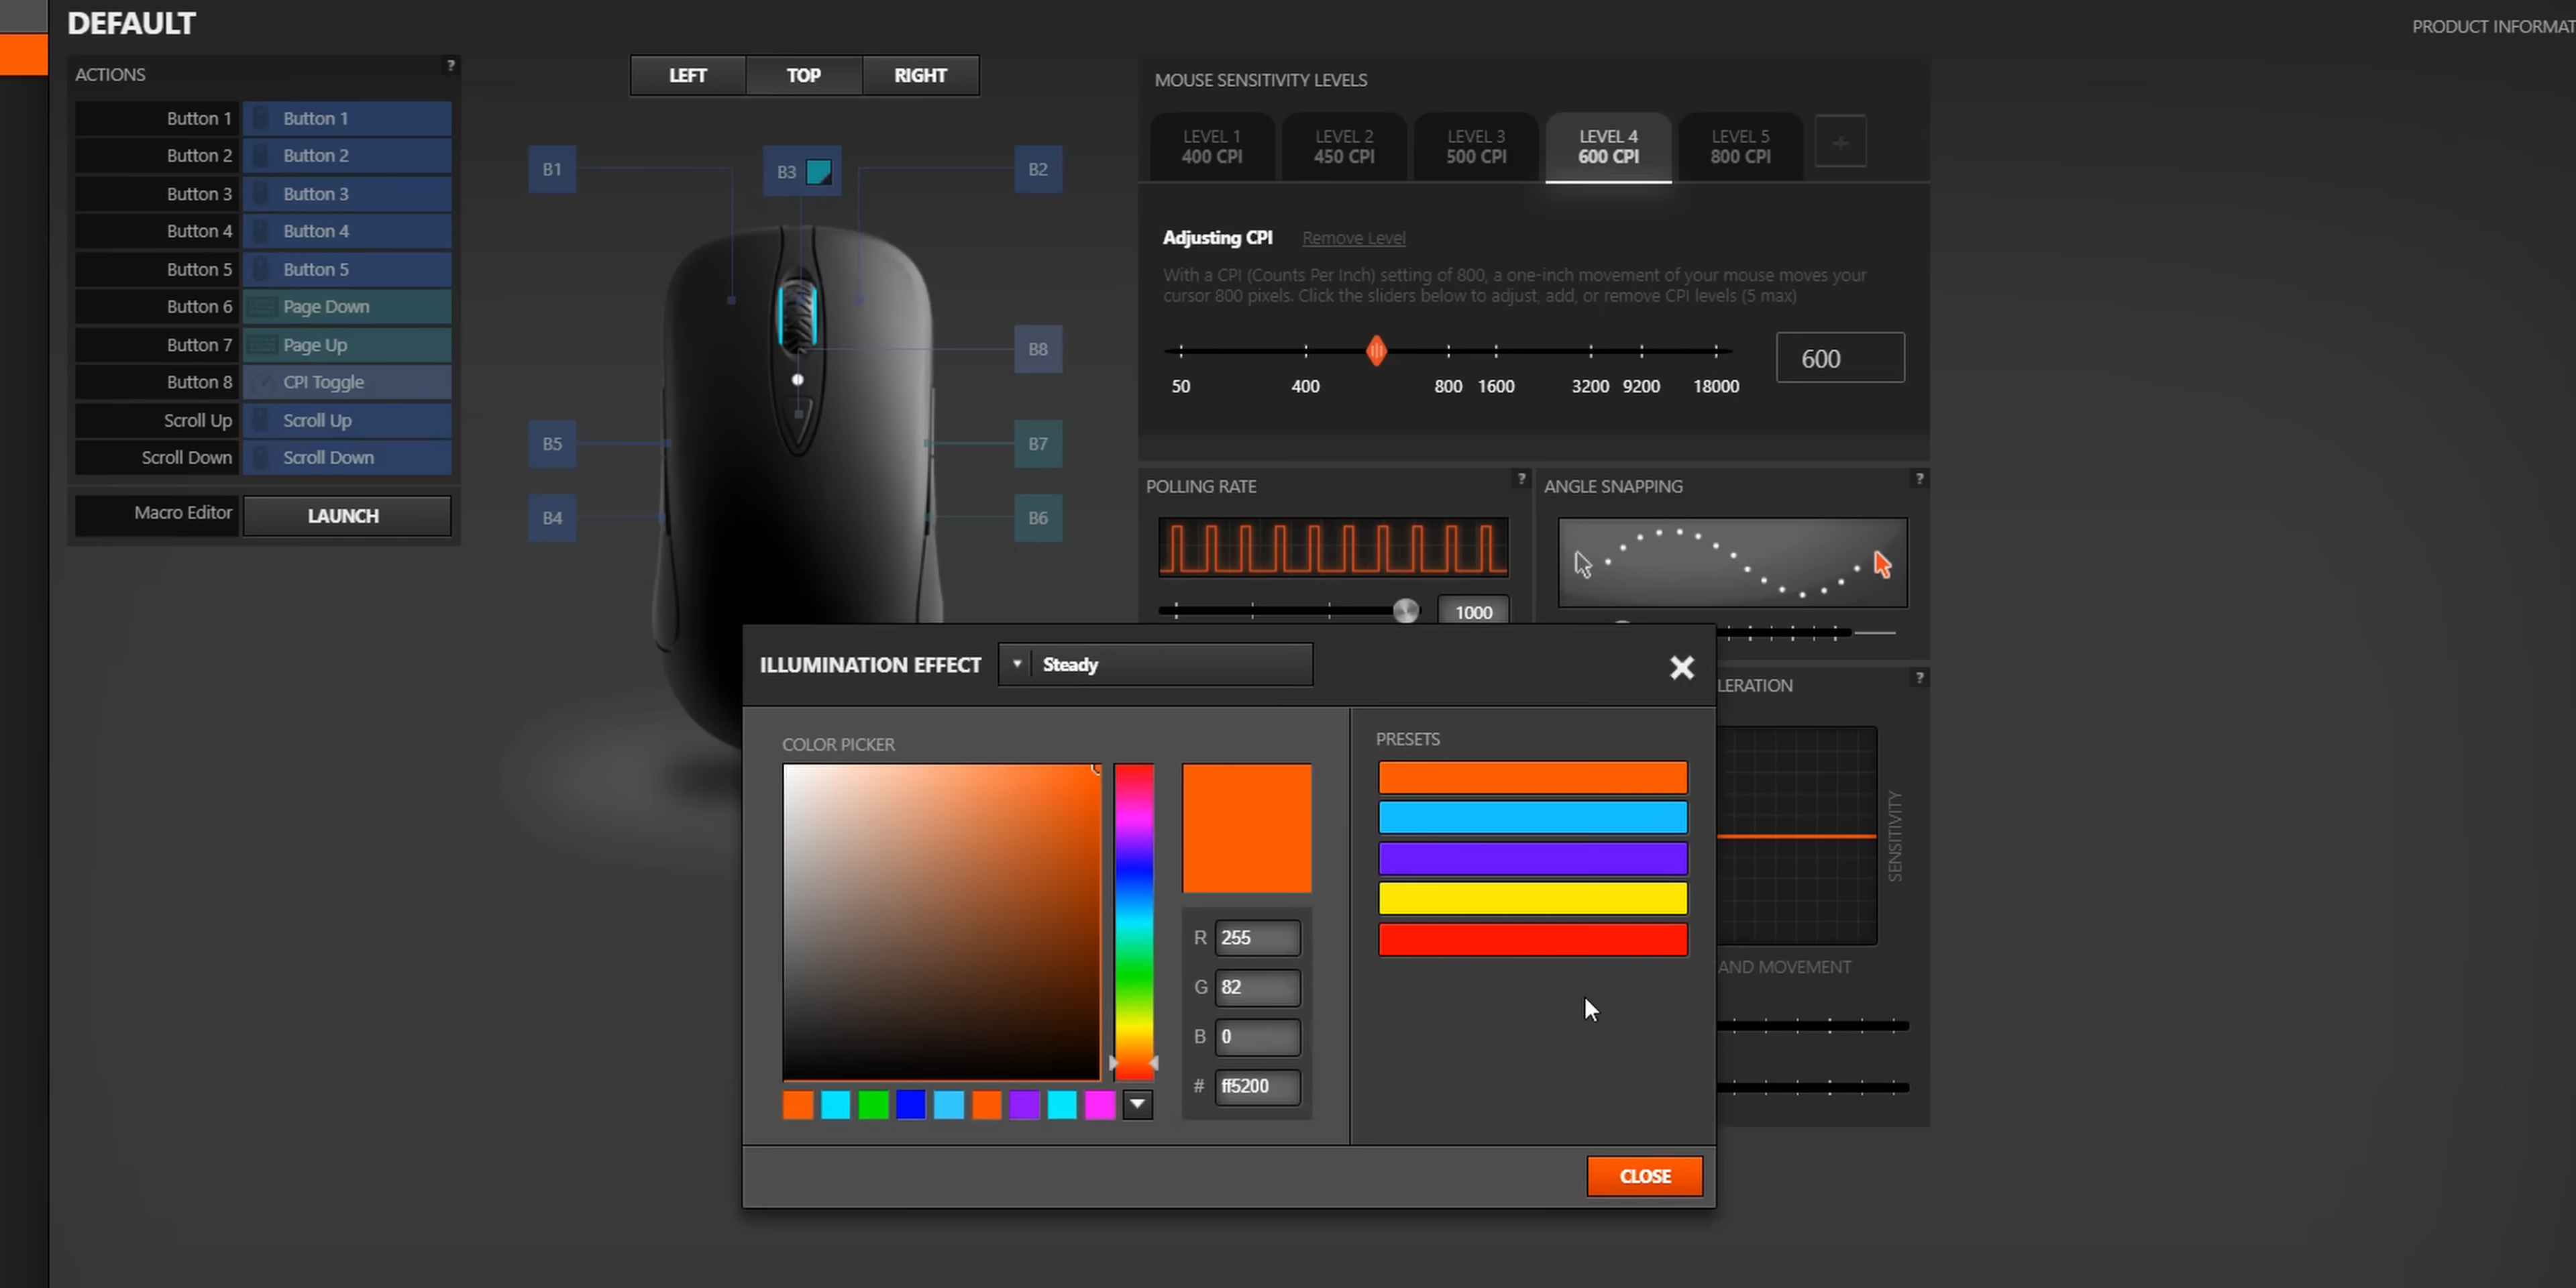 DEFAULT
PRODUCT INFORMAT
ACTIONS
?
Button 1 Button 1
Button 2 Button 2
Button 3 Button 3
Button 4 Button 4
Button 5 Button 5
Button 6 Page Down
Button 7 Page Up
Button 8 CPI Toggle
Scroll Up Scroll Up
Scroll Down Scroll Down
Macro Editor LAUNCH
LEFT TOP RIGHT
B1 B3 B2
B8
B5 B7
B4 B6
MOUSE SENSITIVITY LEVELS
LEVEL 1 LEVEL 2 LEVEL 3 LEVEL 4 LEVEL 5
400 CPI 450 CPI 500 CPI 600 CPI 800 CPI
+
Adjusting CPI Remove Level
With a CPI (Counts Per Inch) setting of 800, a one-inch movement of your mouse moves your
cursor 800 pixels. Click the sliders below to adjust, add, or remove CPI levels (5 max)
600
50 400 800 1600 3200 9200 18000
POLLING RATE ?
1000
ANGLE SNAPPING ?
LERATION ?
SENSITIVITY
AND MOVEMENT
ILLUMINATION EFFECT Steady
COLOR PICKER
R 255
G 82
B 0
# ff5200
PRESETS
CLOSE